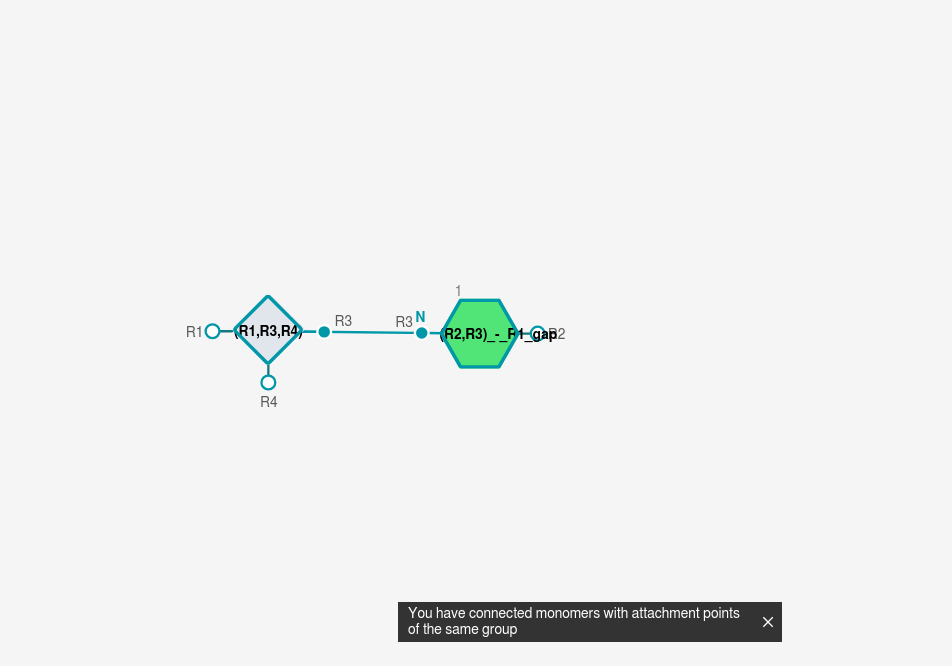 1
R3
R3
N
R1
(R1,R3,R4)
(R2,R3)_-_R1_gap
R2
R4
You have connected monomers with attachment points
of the same group